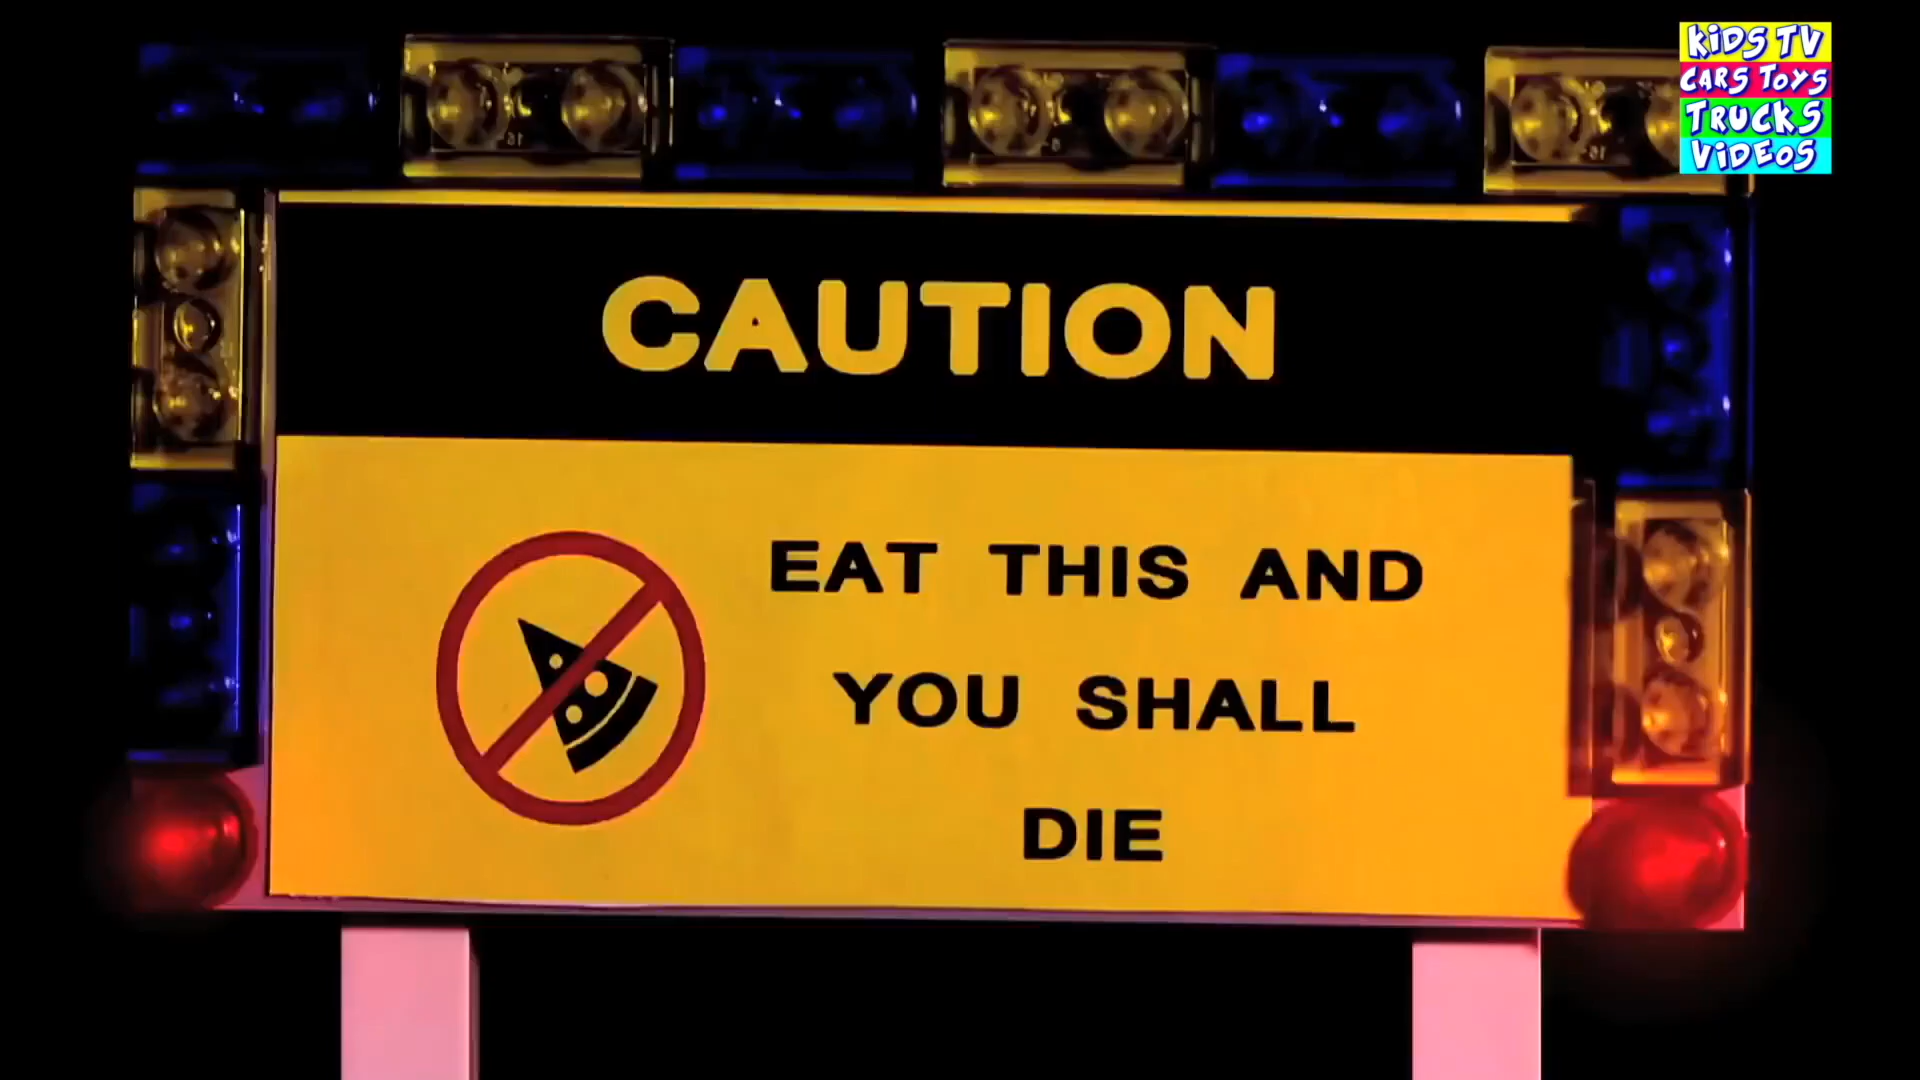 KIDS TV
CARS TOYS
TRUCKS
VIDEOS
CAUTION
EAT THIS AND
YOU SHALL
DIE